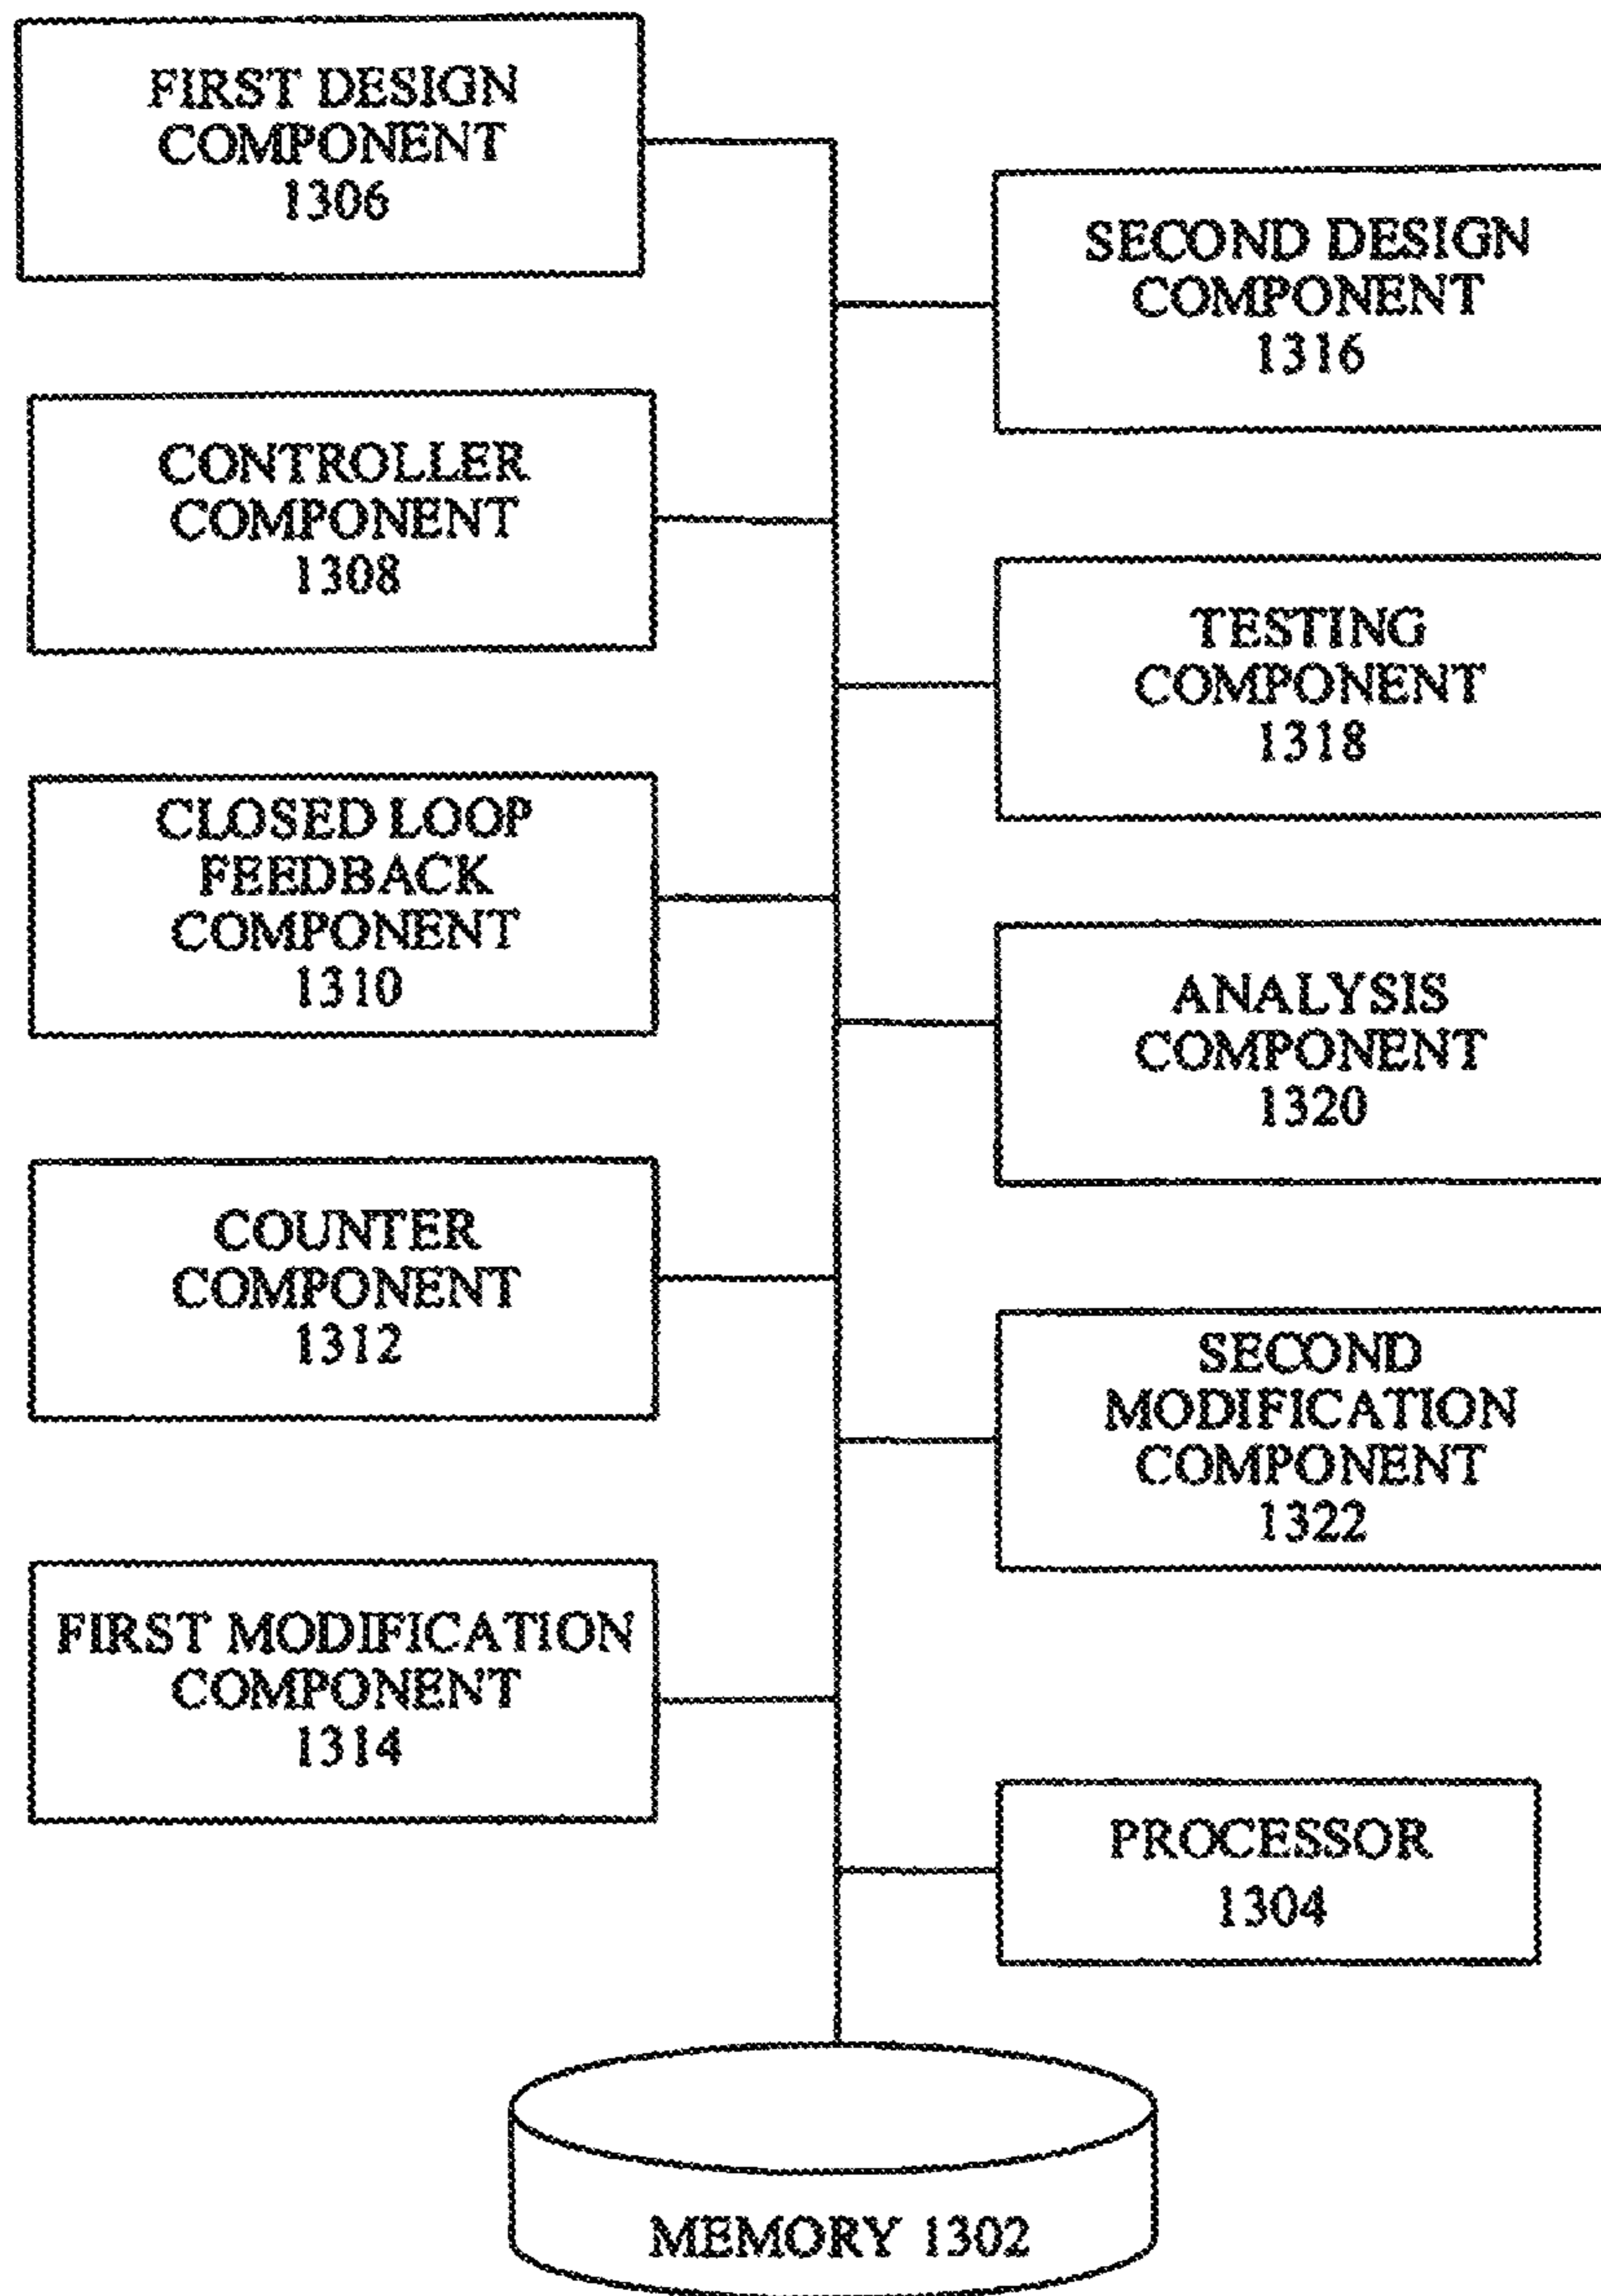 FIRST DESIGN
COMPONENT
1306
SECOND DESIGN
COMPONENT
1316
CONTROLLER
COMPONENT
1308
TESTING
COMPONENT
1318
CLOSED LOOP
FEEDBACK
COMPONENT
1310
ANALYSIS
COMPONENT
1320
COUNTER
COMPONENT
1312
SECOND
MODIFICATION
COMPONENT
1322
FIRST MODIFICATION
COMPONENT
1314
PROCESSOR
1304
MEMORY 1302